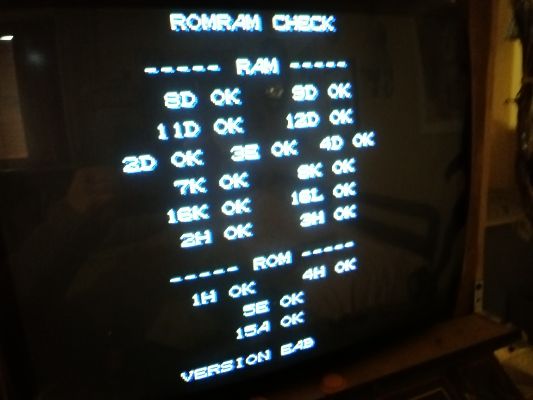 ROMRAM CHECK
----- RAM -----
8D OK 9D OK
11D OK 12D OK
2D OK 3E OK 4D OK
7K OK 9K OK
16K OK 16L OK
2H OK 3H OK
----- ROM -----
1H OK 4H OK
5E OK
15A OK
VERSION EAB